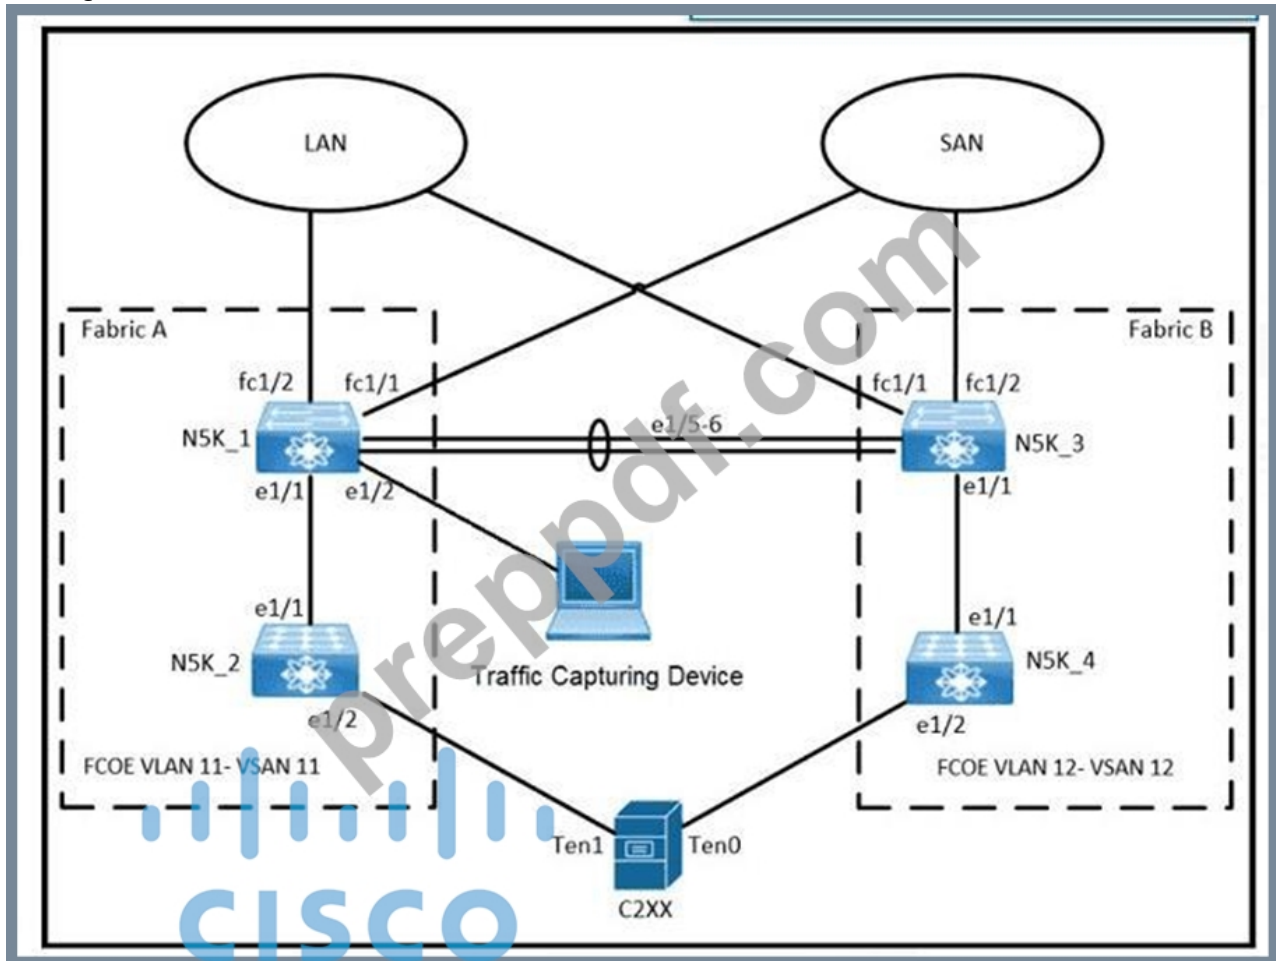 LAN
SAN
Fabric A
Fabric B
fc1/2
fc1/1
fc1/1
fc1/2
N5K_1
e1/5-6
N5K_3
e1/1
e1/2
e1/1
e1/1
e1/1
N5K_2
Traffic Capturing Device
N5K_4
e1/2
e1/2
FCOE VLAN 11- VSAN 11
FCOE VLAN 12- VSAN 12
Ten1
Ten0
C2XX
CISCO
preppdf.com